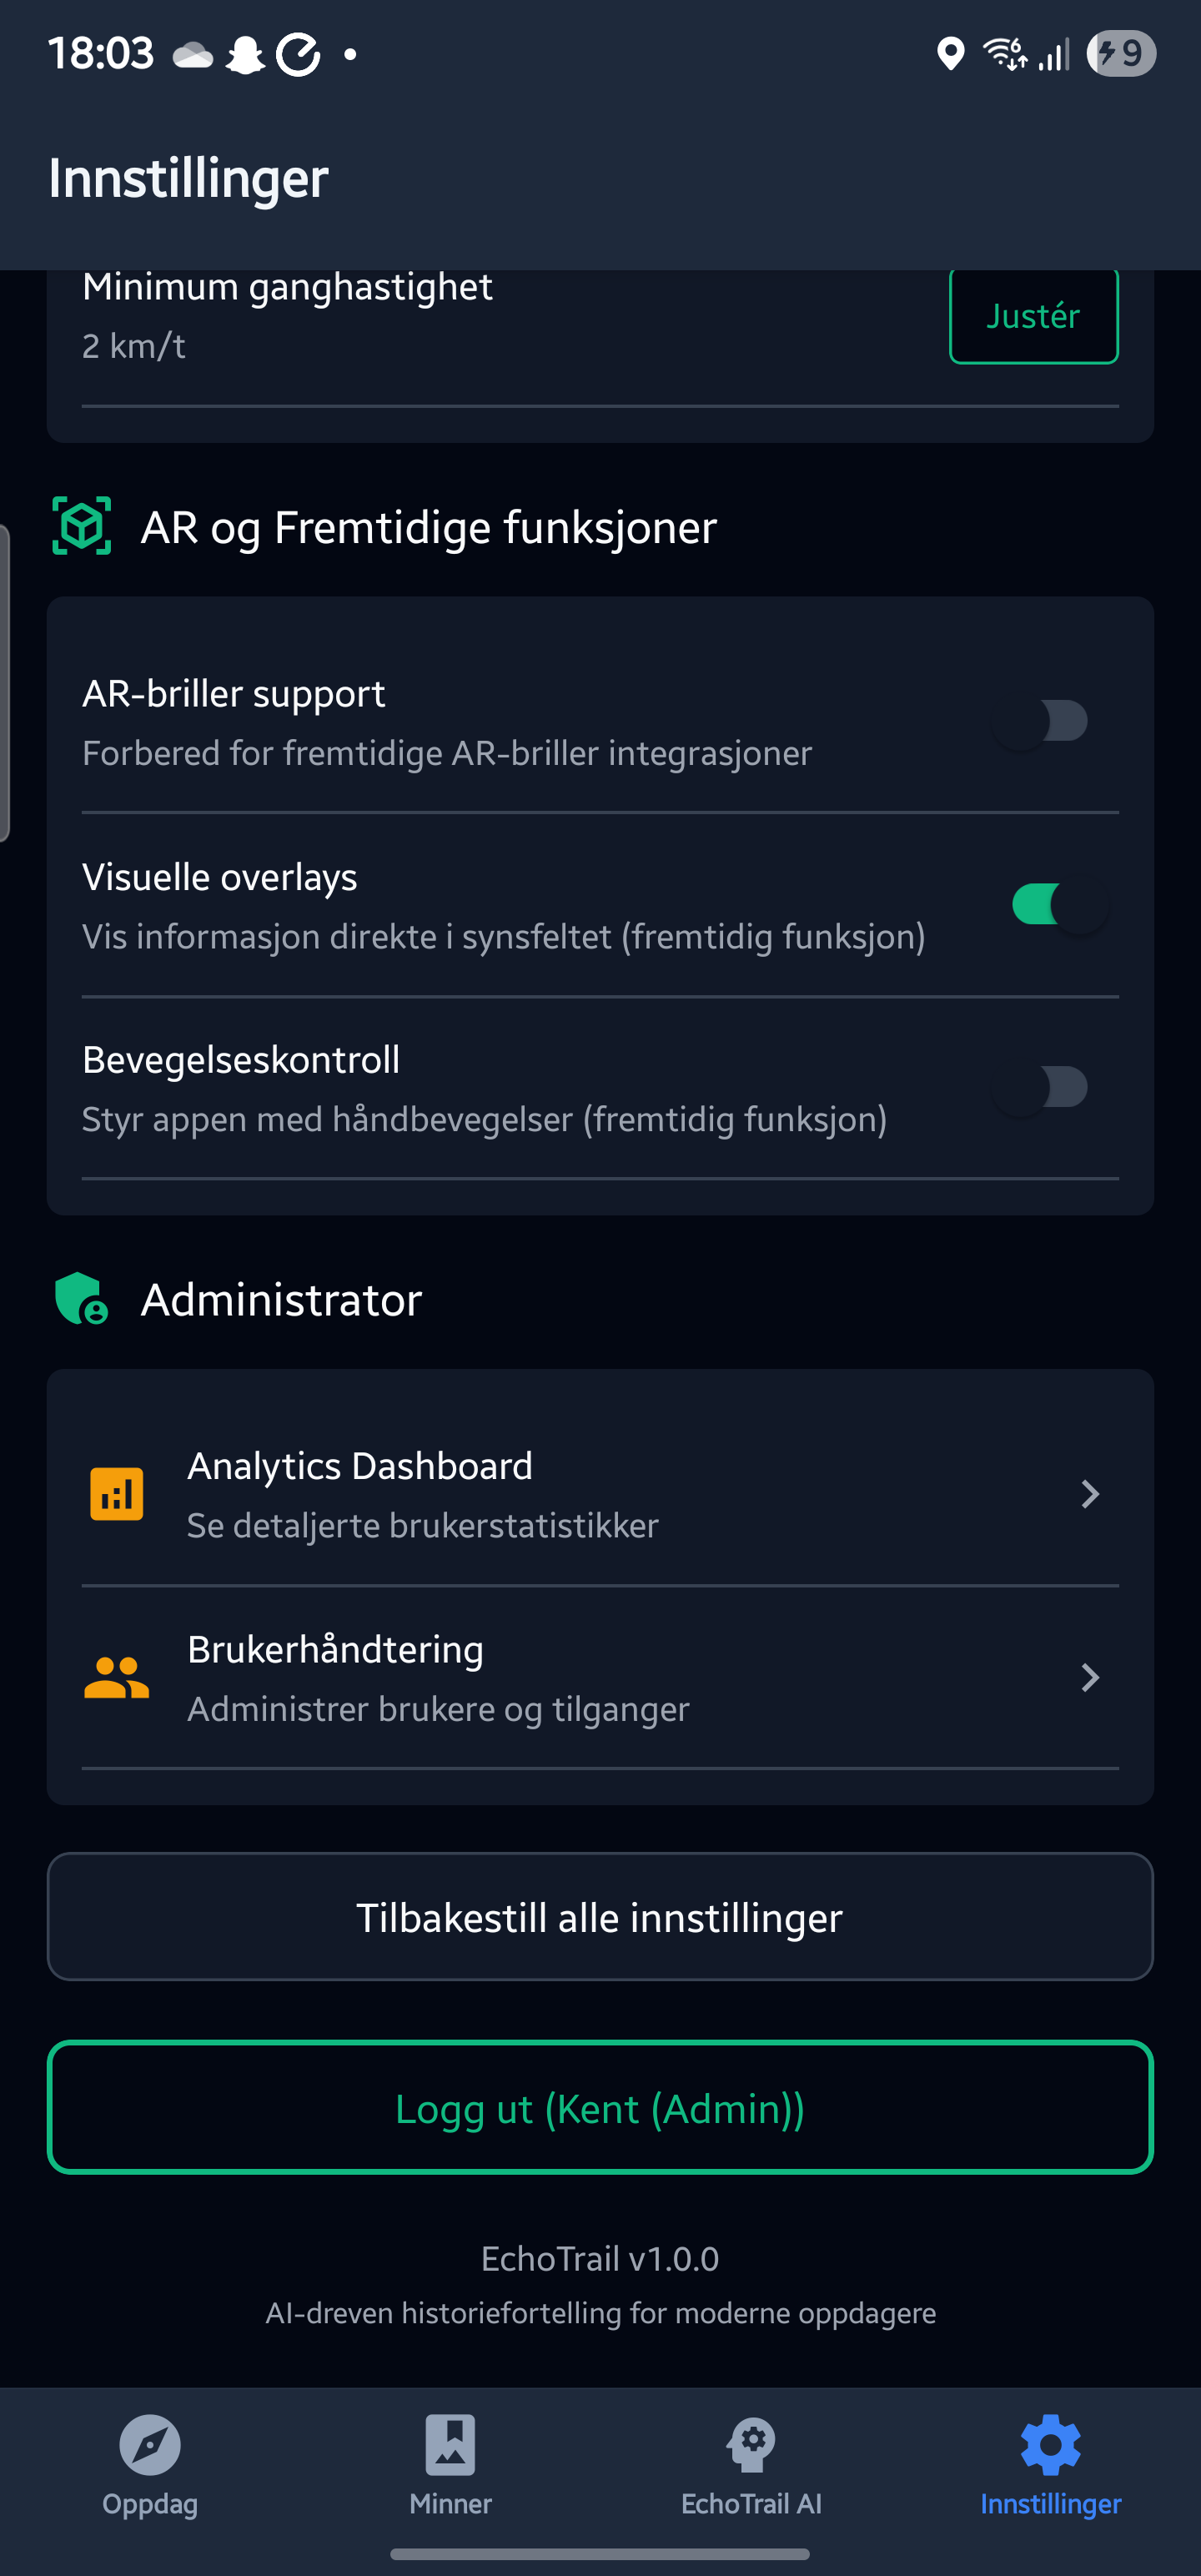 18:03
6
9
Innstillinger
Minimum ganghastighet
2 km/t
Justér
AR og Fremtidige funksjoner
AR-briller support
Forbered for fremtidige AR-briller integrasjoner
Visuelle overlays
Vis informasjon direkte i synsfeltet (fremtidig funksjon)
Bevegelseskontroll
Styr appen med håndbevegelser (fremtidig funksjon)
Administrator
Analytics Dashboard
Se detaljerte brukerstatistikker
Brukerhåndtering
Administrer brukere og tilganger
Tilbakestill alle innstillinger
Logg ut (Kent (Admin))
EchoTrail v1.0.0
AI-dreven historiefortelling for moderne oppdagere
Oppdag
Minner
EchoTrail AI
Innstillinger